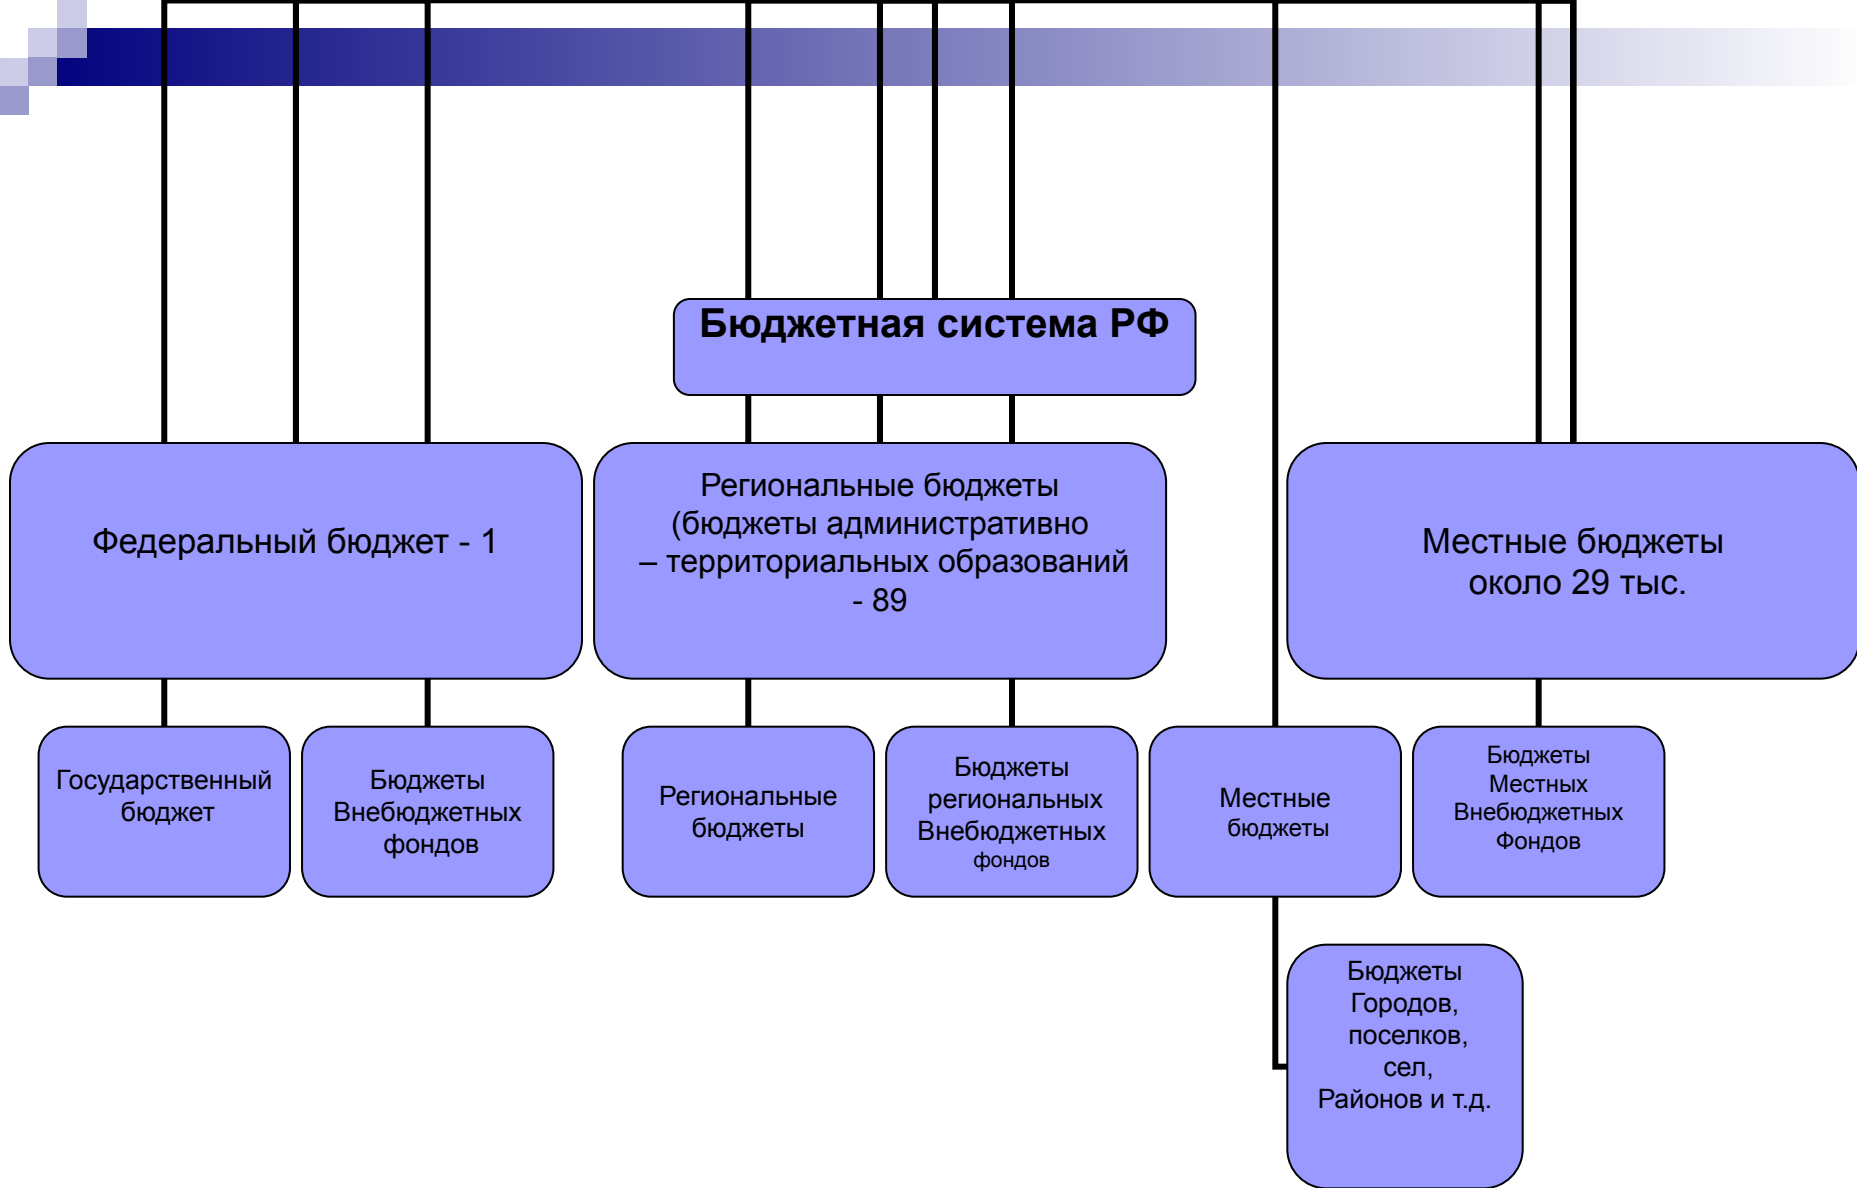 Бюджетная система РФ
Федеральный бюджет - 1
Региональные бюджеты
(бюджеты административно
– территориальных образований
- 89
Местные бюджеты
около 29 тыс.
Государственный
бюджет
Бюджеты
Внебюджетных
фондов
Региональные
бюджеты
Бюджеты
региональных
Внебюджетных
фондов
Местные
бюджеты
Бюджеты
Местных
Внебюджетных
Фондов
Бюджеты
Городов,
поселков,
сел,
Районов и т.д.